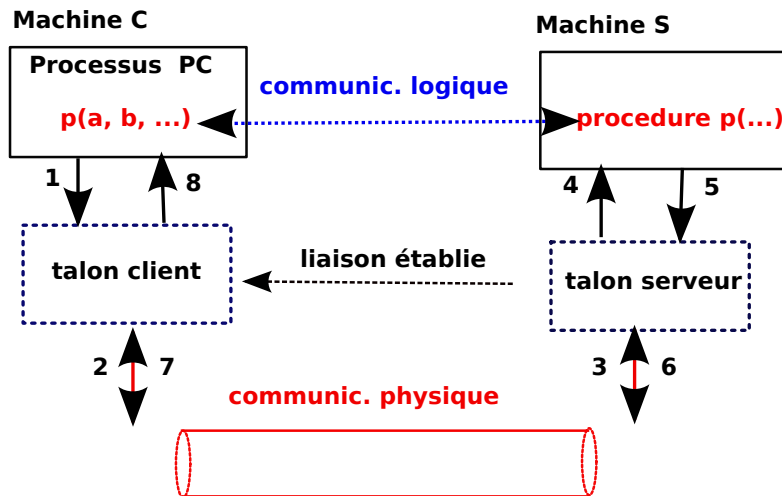 Machine C
Machine S
Processus PC
communic. logique
p(a, b, ...)
procedure p(...)
1
8
4
5
talon client
liaison établie
talon serveur
2
7
3
6
communic. physique